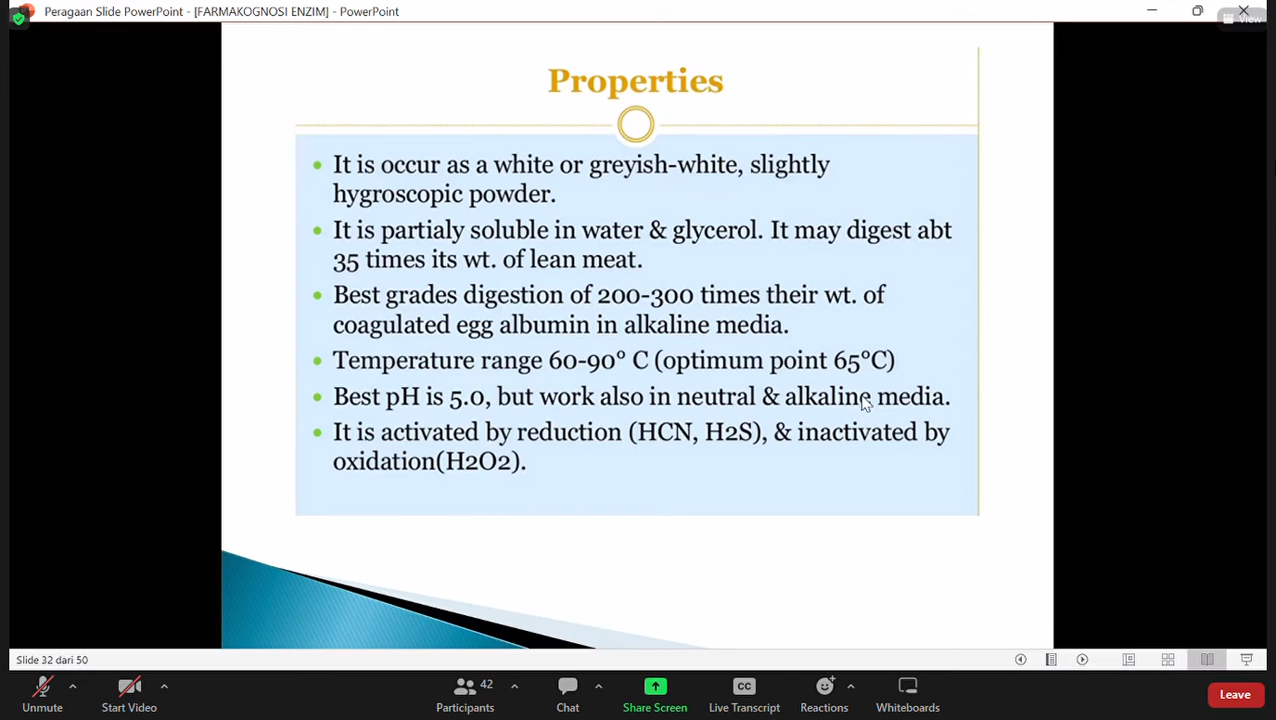 Peragaan Slide PowerPoint - [FARMAKOGNOSI ENZIM] - PowerPoint
View
Properties
• It is occur as a white or greyish-white, slightly
hygroscopic powder.
• It is partialy soluble in water & glycerol. It may digest abt
35 times its wt. of lean meat.
• Best grades digestion of 200-300 times their wt. of
coagulated egg albumin in alkaline media.
• Temperature range 60-90° C (optimum point 65°C)
• Best pH is 5.0, but work also in neutral & alkaline media.
• It is activated by reduction (HCN, H2S), & inactivated by
oxidation(H2O2).
Slide 32 dari 50
Unmute
Start Video
42
Participants
Chat
Share Screen
CC
Live Transcript
Reactions
Whiteboards
Leave